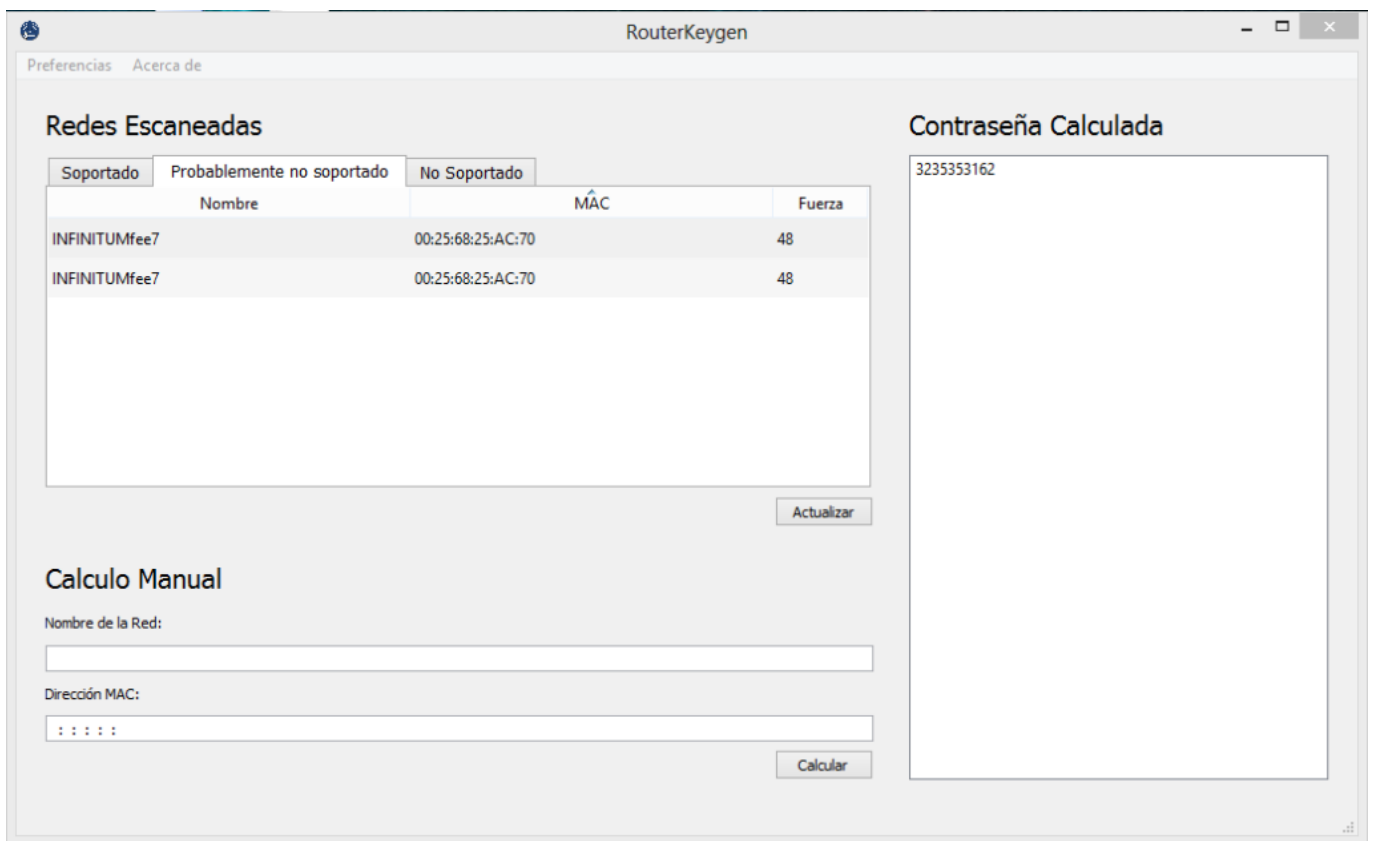 RouterKeygen
Preferencias Acerca de
Redes Escaneadas
Soportado Probablemente no soportado No Soportado
Nombre MAC Fuerza
INFINITUMfee7 00:25:68:25:AC:70 48
INFINITUMfee7 00:25:68:25:AC:70 48
Actualizar
Calculo Manual
Nombre de la Red:
Dirección MAC:
: : : : :
Calcular
Contraseña Calculada
3235353162